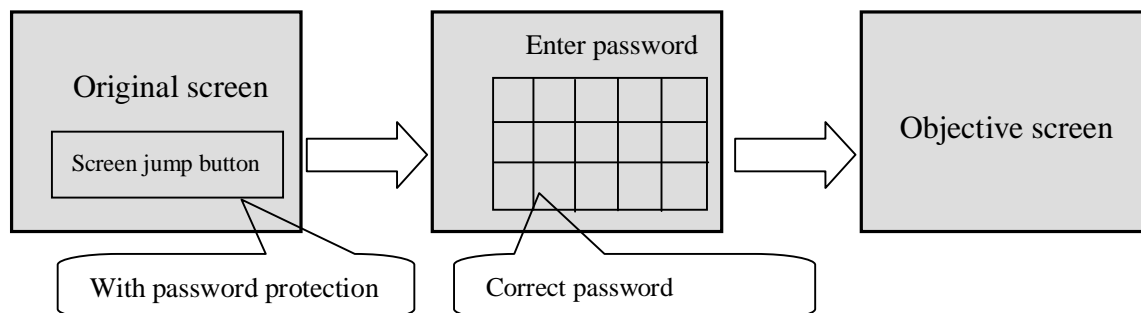 Original screen
Screen jump button
With password protection
Enter password
Correct password
Objective screen